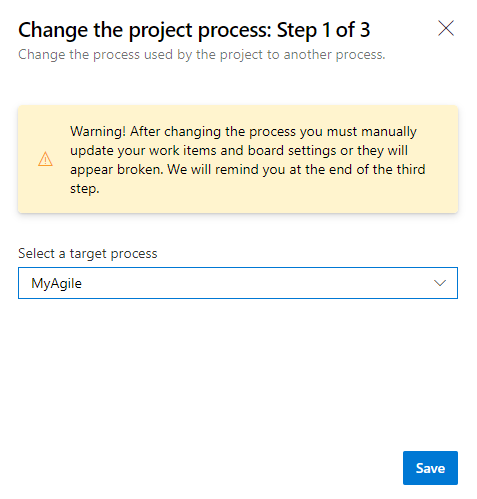 Change the project process: Step 1 of 3
Change the process used by the project to another process.
Warning! After changing the process you must manually
update your work items and board settings or they will
appear broken. We will remind you at the end of the third
step.
Select a target process
MyAgile
Save